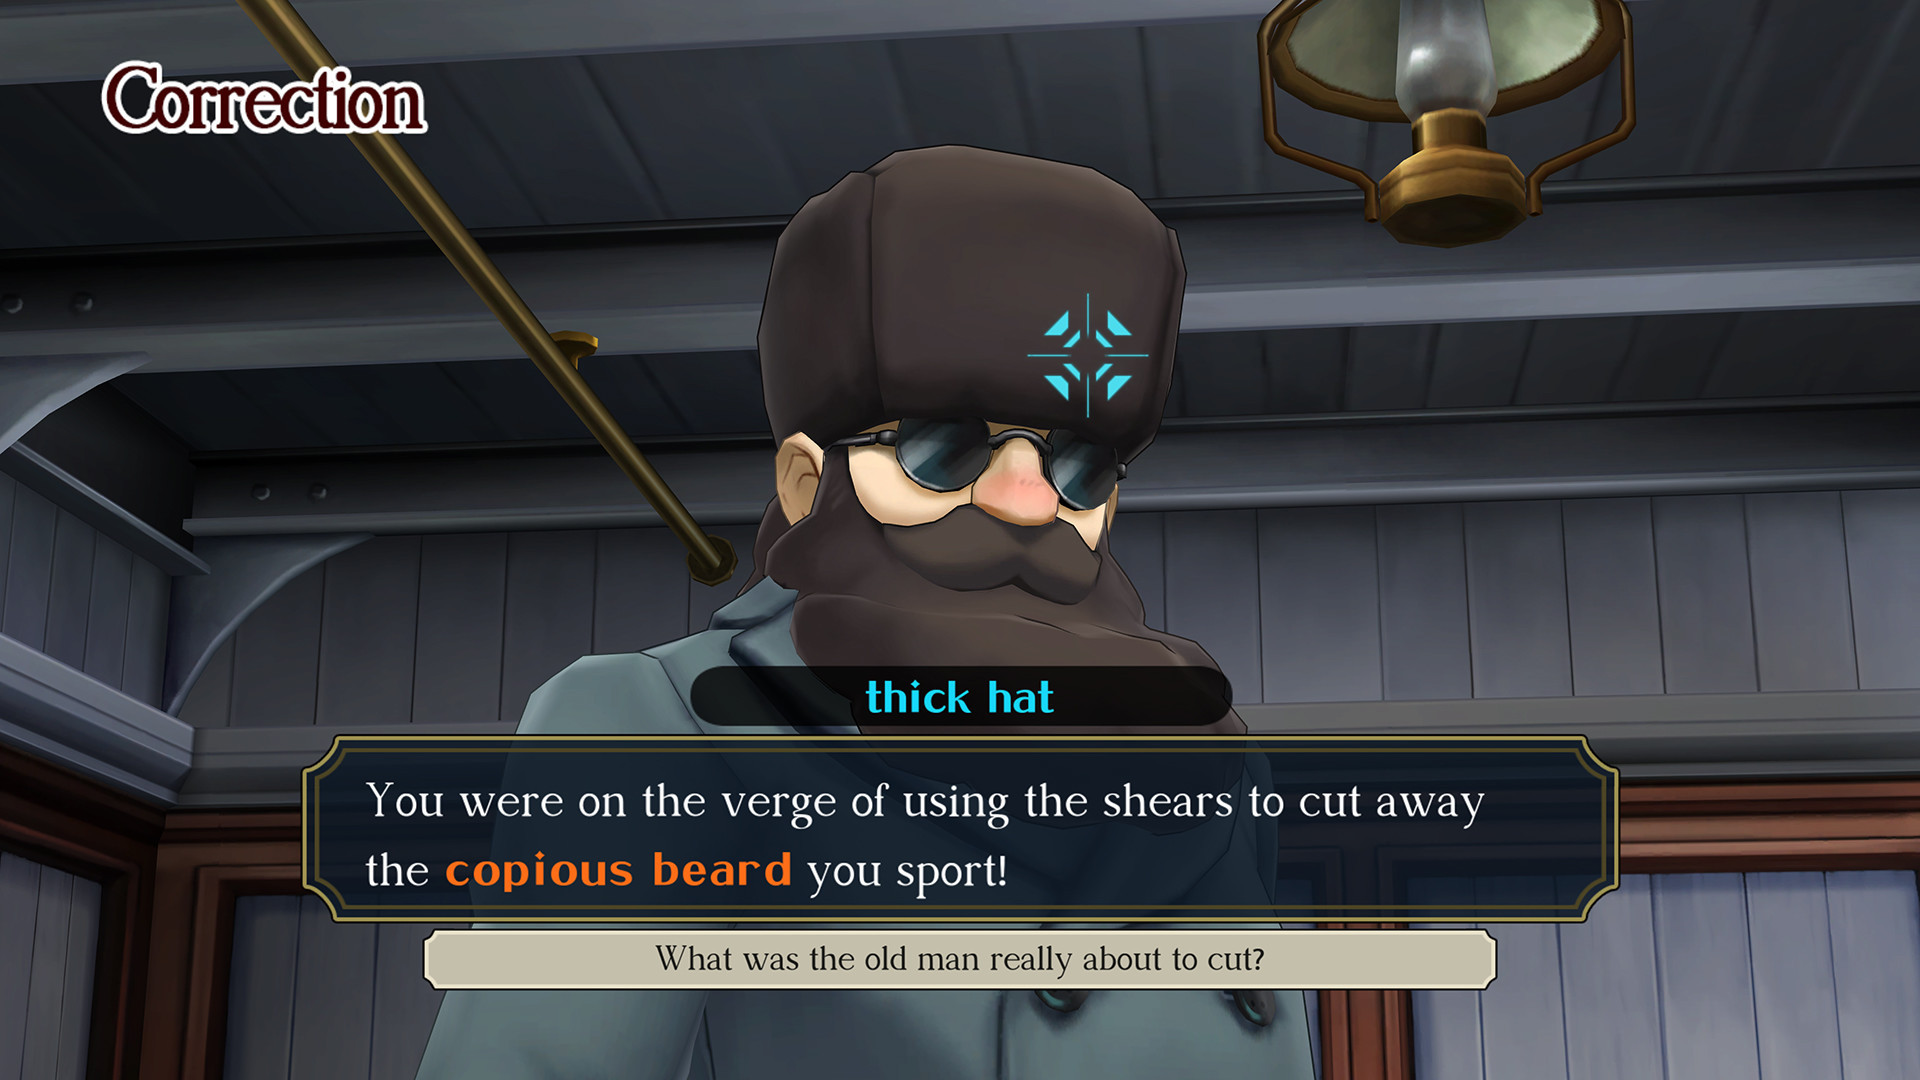 Correction
thick hat
You were on the verge of using the shears to cut away
the copious beard you sport!
What was the old man really about to cut?